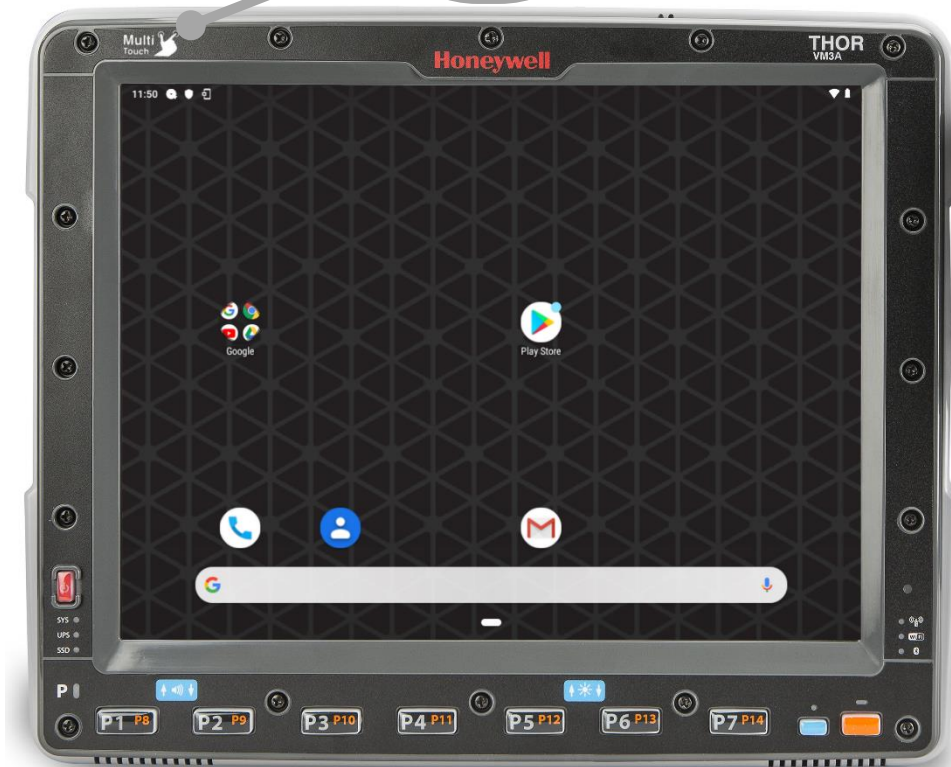 Multi
Touch
Honeywell
THOR
VM3A
11:50
Google
Play Store
SYS
UPS
SSD
WiFi
P
P1 P8
P2 P9
P3 P10
P4 P11
P5 P12
P6 P13
P7 P14